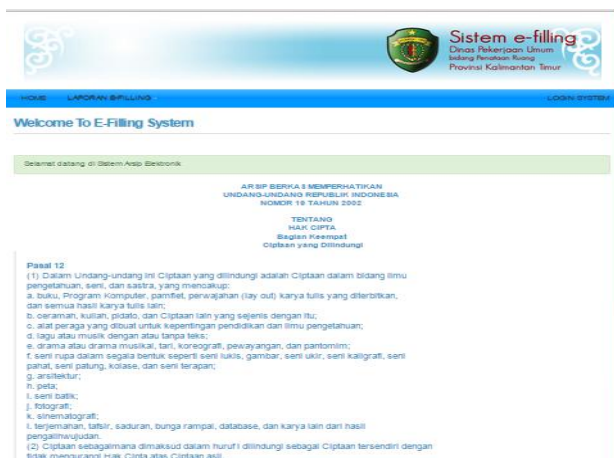 Sistem e-filling
Dinas Pekerjaan Umum
bidang Penataan Ruang
Provinsi Kalimantan Timur
HOME LAPORAN E-FILLING LOGIN SYSTEM
Welcome To E-Filling System
Selamat datang di Sistem Arsip Elektronik
ARSIP BERKAS MEMPERHATIKAN
UNDANG-UNDANG REPUBLIK INDONESIA
NOMOR 19 TAHUN 2002
TENTANG
HAK CIPTA
Bagian Keempat
Ciptaan yang Dilindungi
Pasal 12
(1) Dalam Undang-undang ini Ciptaan yang dilindungi adalah Ciptaan dalam bidang ilmu
pengetahuan, seni, dan sastra, yang mencakup:
a. buku, Program Komputer, pamflet, perwajahan (lay out) karya tulis yang diterbitkan,
dan semua hasil karya tulis lain;
b. ceramah, kuliah, pidato, dan Ciptaan lain yang sejenis dengan itu;
c. alat peraga yang dibuat untuk kepentingan pendidikan dan ilmu pengetahuan;
d. lagu atau musik dengan atau tanpa teks;
e. drama atau drama musikal, tari, koreografi, pewayangan, dan pantomim;
f. seni rupa dalam segala bentuk seperti seni lukis, gambar, seni ukir, seni kaligrafi, seni
pahat, seni patung, kolase, dan seni terapan;
g. arsitektur;
h. peta;
i. seni batik;
j. fotografi;
k. sinematografi;
l. terjemahan, tafsir, saduran, bunga rampai, database, dan karya lain dari hasil
pengalihwujudan.
(2) Ciptaan sebagaimana dimaksud dalam huruf l dilindungi sebagai Ciptaan tersendiri dengan
tidak mengurangi Hak Cipta atas Ciptaan asli